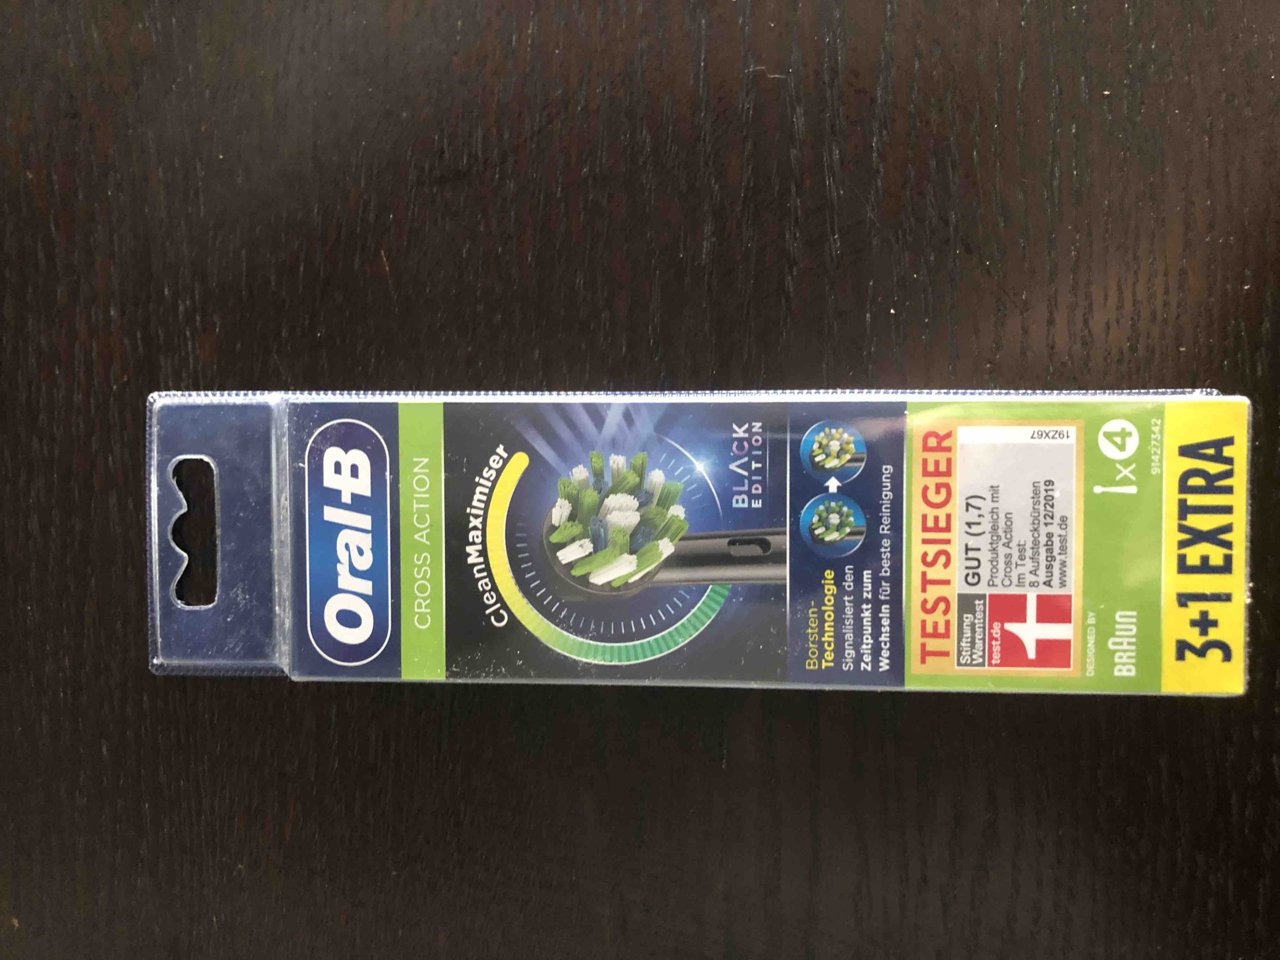 Oral-B
CROSS ACTION
CleanMaximiser
BLACK
EDITION
Borsten-
Technologie
Signalisiert den
Zeitpunkt zum
Wechseln für beste Reinigung
TESTSIEGER
Stiftung
Warentest
test.de
GUT (1,7)
Produktgleich mit
Cross Action
Im Test:
8 Aufsteckbürsten
Ausgabe 12/2019
www.test.de
19ZX67
DESIGNED BY
BRAUN
x 4
91427342
3+1 EXTRA